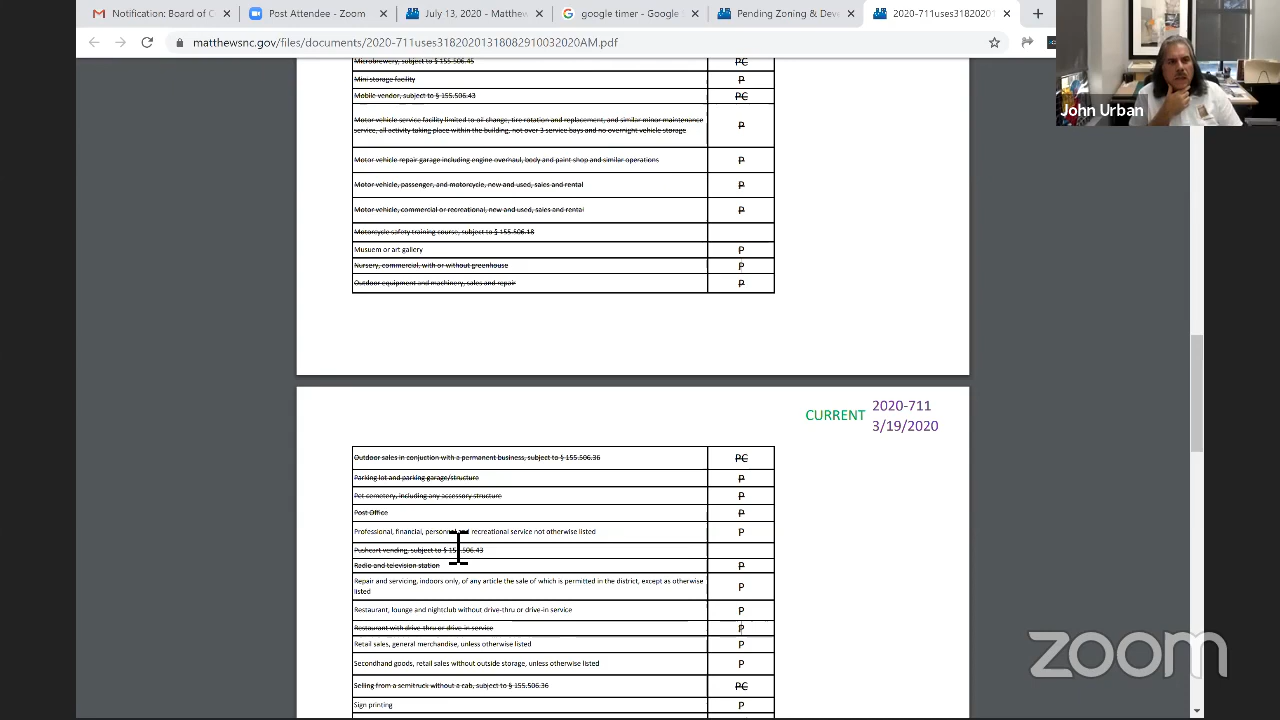 Notification: Board of C
Post Attendee - Zoom
July 13, 2020 - Matthew
google timer - Google S
Pending Zoning & Deve
2020-711uses3182020
matthewsnc.gov/files/documents/2020-711uses3182020131808291003202​0AM.pdf
John Urban
Microbrewery, subject to § 155.506.45 PC
Mini storage facility P
Mobile vendor, subject to § 155.506.43 PC
Motor vehicle service facility limited to oil change, tire rotation and replacement, and similar minor maintenance
service, all activity taking place within the building, not over 3 service bays and no overnight vehicle storage P
Motor vehicle repair garage including engine overhaul, body and paint shop and similar operations P
Motor vehicle, passenger, and motorcycle, new and used, sales and rental P
Motor vehicle, commercial or recreational, new and used, sales and rental P
Motorcycle safety training course, subject to § 155.506.18
Musuem or art gallery P
Nursery, commercial, with or without greenhouse P
Outdoor equipment and machinery, sales and repair P
CURRENT 2020-711
3/19/2020
Outdoor sales in conjuction with a permanent business, subject to § 155.506.36 PC
Parking lot and parking garage/structure P
Pet cemetery, including any accessory structure P
Post Office P
Professional, financial, personnel and recreational service not otherwise listed P
Pushcart vending, subject to § 155.506.43
Radio and television station P
Repair and servicing, indoors only, of any article the sale of which is permitted in the district, except as otherwise
listed P
Restaurant, lounge and nightclub without drive-thru or drive-in service P
Restaurant with drive-thru or drive-in service P
Retail sales, general merchandise, unless otherwise listed P
Secondhand goods, retail sales without outside storage, unless otherwise listed P
Selling from a semitruck without a cab, subject to § 155.506.36 PC
Sign printing P
zoom